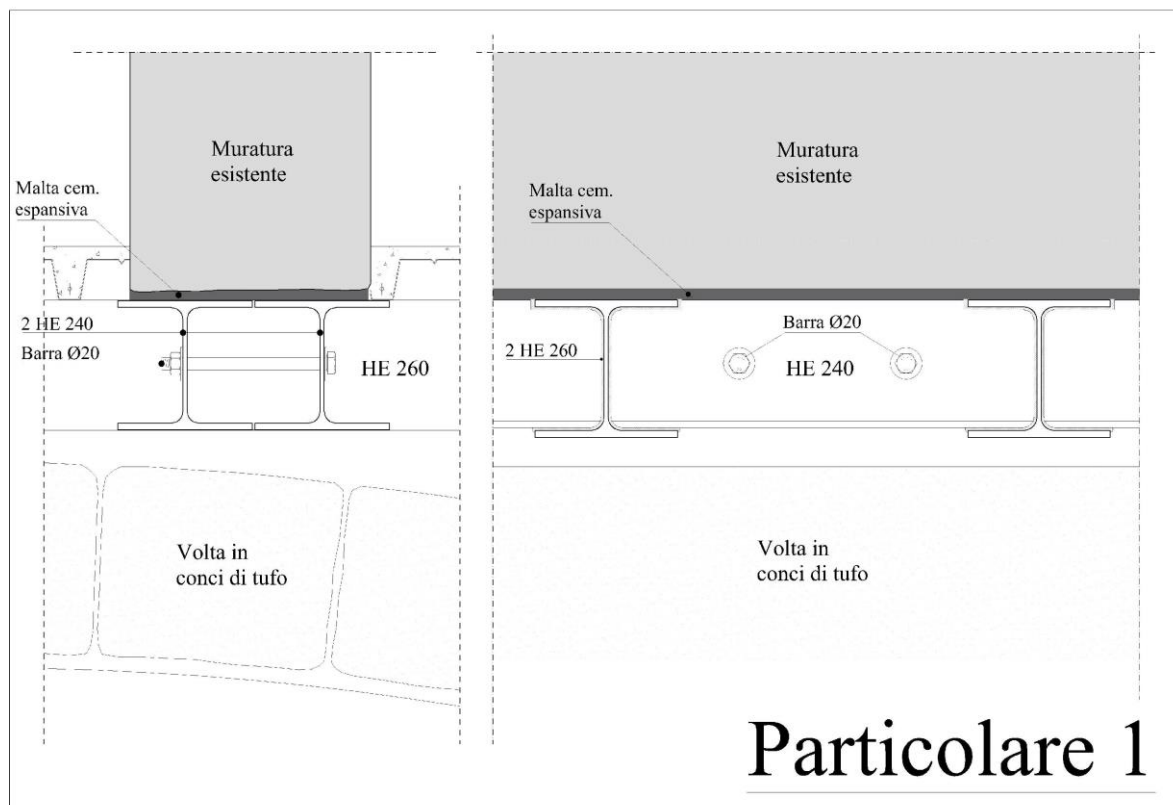 Muratura
esistente
Malta cem.
espansiva
2 HE 240
Barra Ø20
HE 260
Volta in
conci di tufo
Muratura
esistente
Malta cem.
espansiva
Barra Ø20
2 HE 260
HE 240
Volta in
conci di tufo
Particolare 1